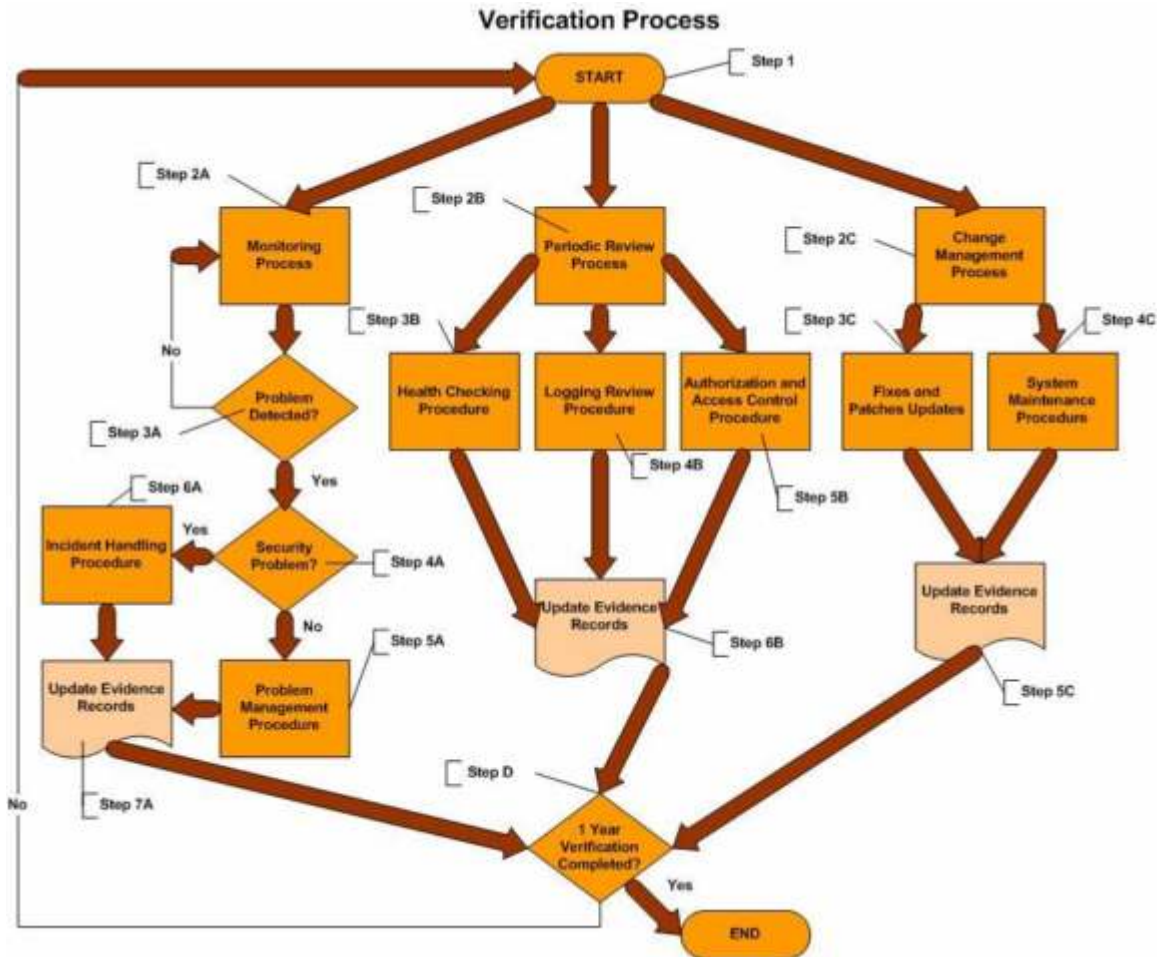 Verification Process
START
Step 1
Step 2A
Step 2B
Step 2C
Monitoring
Process
Periodic Review
Process
Change
Management
Process
Step 3B
Step 3C
Step 4C
No
Health Checking
Procedure
Logging Review
Procedure
Authorization and
Access Control
Procedure
Fixes and
Patches Updates
System
Maintenance
Procedure
Problem
Detected?
Step 3A
Step 4B
Step 5B
Yes
Step 6A
Yes
Incident Handling
Procedure
Security
Problem?
Step 4A
Update Evidence
Records
Update Evidence
Records
No
Step 5A
Step 6B
Update Evidence
Records
Problem
Management
Procedure
Step 5C
Step D
No
Step 7A
1 Year
Verification
Completed?
Yes
END